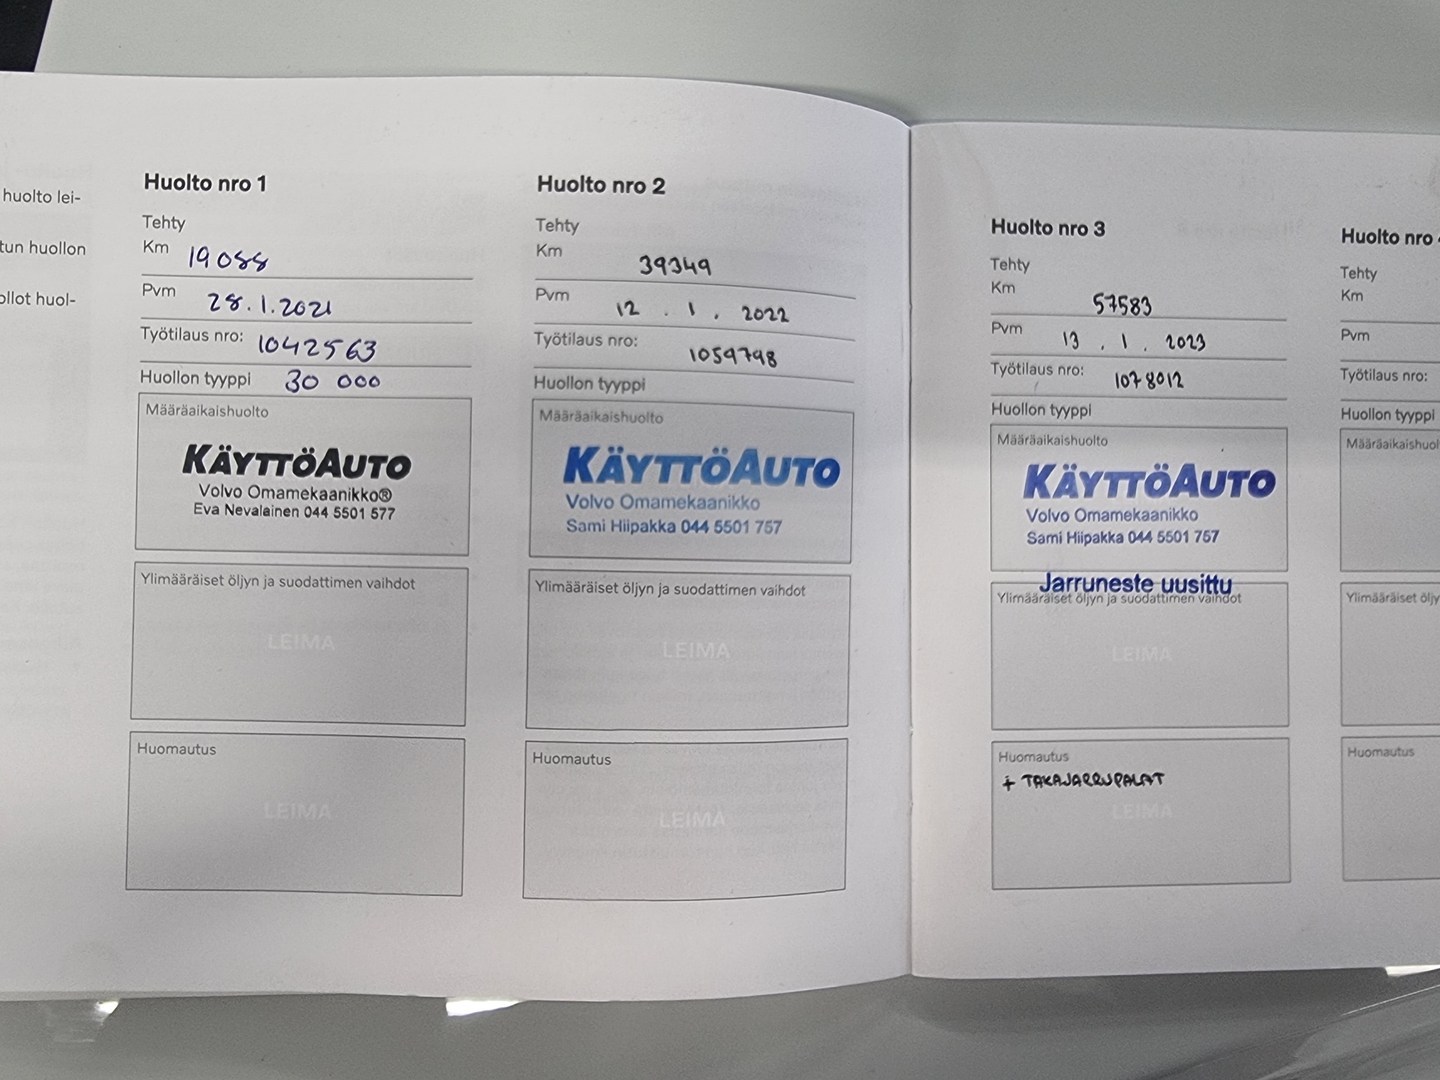 huolto lei-
tun huollon
ollot huol-
Huolto nro 1
Tehty
Km 19088
Pvm 28.1.2021
Työtilaus nro: 1042563
Huollon tyyppi 30 000
Määräaikaishuolto
KÄYTTÖAUTO
Volvo Omamekaanikko®
Eva Nevalainen 044 5501 577
Ylimääräiset öljyn ja suodattimen vaihdot
LEIMA
Huomautus
LEIMA
Huolto nro 2
Tehty
Km 39349
Pvm 12 . 1 . 2022
Työtilaus nro: 1059798
Huollon tyyppi
Määräaikaishuolto
KÄYTTÖAUTO
Volvo Omamekaanikko
Sami Hiipakka 044 5501 757
Ylimääräiset öljyn ja suodattimen vaihdot
LEIMA
Huomautus
LEIMA
Huolto nro 3
Tehty
Km 57583
Pvm 13 . 1 . 2023
Työtilaus nro: 1078012
Huollon tyyppi
Määräaikaishuolto
KÄYTTÖAUTO
Volvo Omamekaanikko
Sami Hiipakka 044 5501 757
Jarruneste uusittu
Ylimääräiset öljyn ja suodattimen vaihdot
LEIMA
Huomautus
+ TAKAJARRUPALAT
LEIMA
Huolto nro
Tehty
Km
Pvm
Työtilaus nro:
Huollon tyyppi
Määräaikaishuol
Ylimääräiset öljy
Huomautus